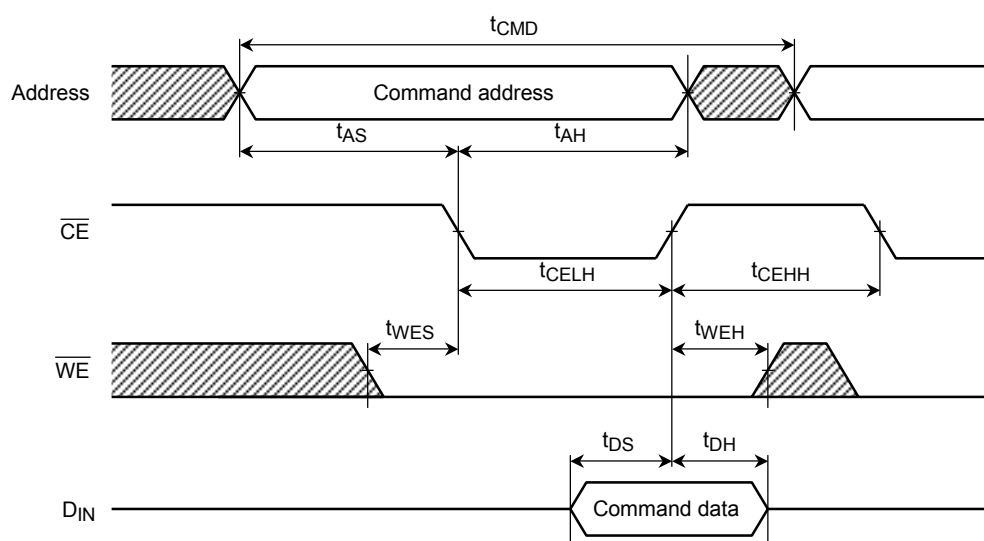 tCMD
Address
Command address
tAS
tAH
CE
tCELH
tCEHH
tWES
tWEH
WE
tDS
tDH
DIN
Command data